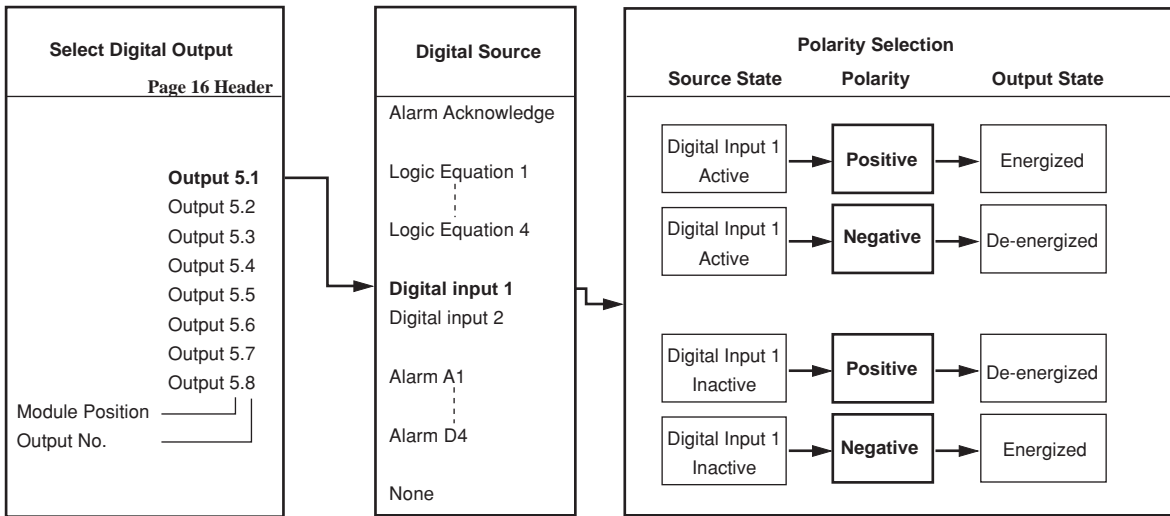 Select Digital Output
Page 16 Header
Output 5.1
Output 5.2
Output 5.3
Output 5.4
Output 5.5
Output 5.6
Output 5.7
Output 5.8
Module Position
Output No.
Digital Source
Alarm Acknowledge
Logic Equation 1
Logic Equation 4
Digital input 1
Digital input 2
Alarm A1
Alarm D4
None
Polarity Selection
Source State
Polarity
Output State
Digital Input 1
Active
Positive
Energized
Digital Input 1
Active
Negative
De-energized
Digital Input 1
Inactive
Positive
De-energized
Digital Input 1
Inactive
Negative
Energized